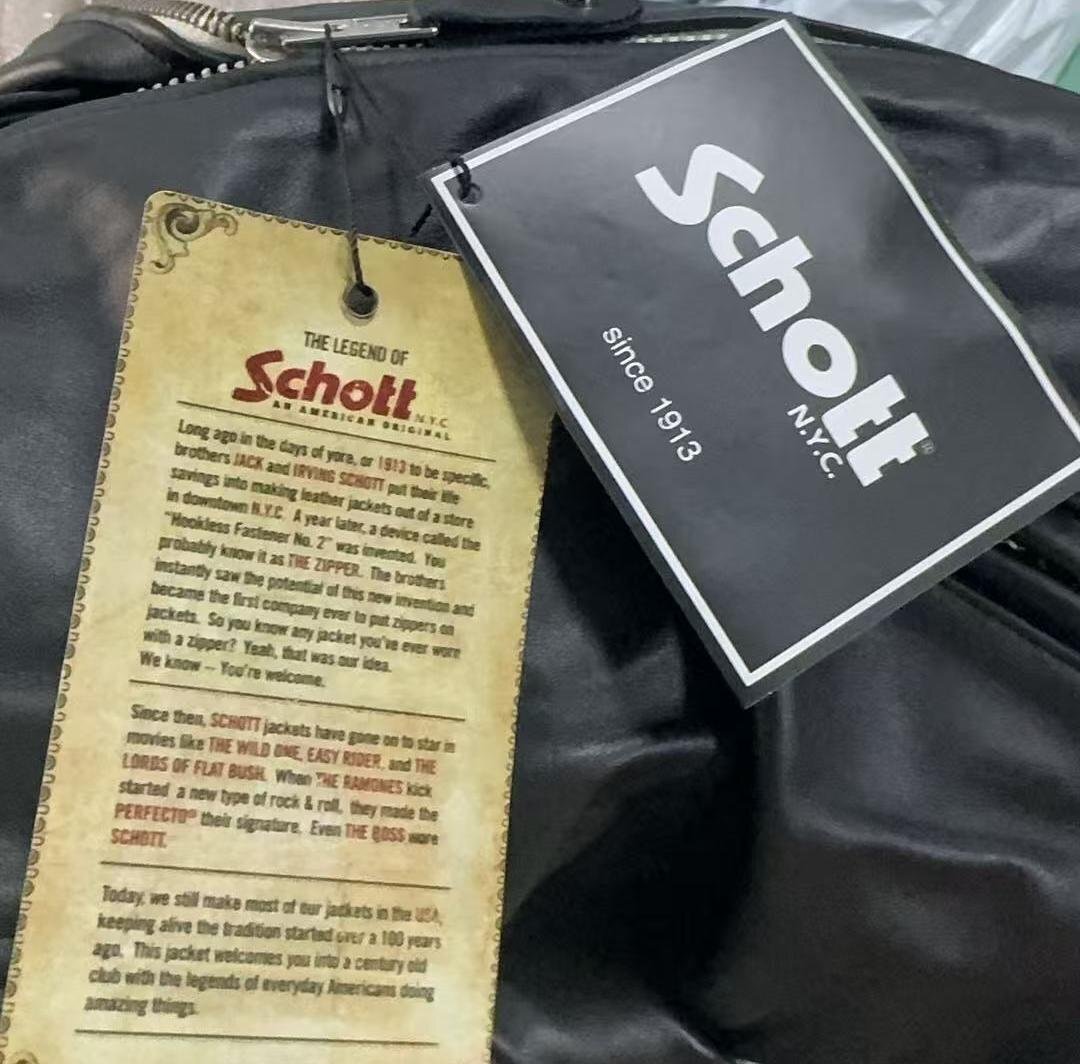 THE LEGEND OF
Schott N.Y.C
AN AMERICAN ORIGINAL
Long ago in the days of yore, or 1913 to be specific,
brothers JACK and IRVING SCHOTT put their life
savings into making leather jackets out of a store
in downtown N.Y.C. A year later, a device called the
"Hookless Fastener No. 2" was invented. You
probably know it as THE ZIPPER. The brothers
instantly saw the potential of this new invention and
became the first company ever to put zippers on
jackets. So you know any jacket you've ever worn
with a zipper? Yeah, that was our idea.
We know – You're welcome.
Since then, SCHOTT jackets have gone on to star in
movies like THE WILD ONE, EASY RIDER, and THE
LORDS OF FLAT BUSH. When THE RAMONES kick
started a new type of rock & roll, they made the
PERFECTO® their signature. Even THE BOSS wore
SCHOTT.
Today, we still make most of our jackets in the USA,
keeping alive the tradition started over a 100 years
ago. This jacket welcomes you into a century old
club with the legends of everyday Americans doing
amazing things.
Schott®
N.Y.C.
since 1913